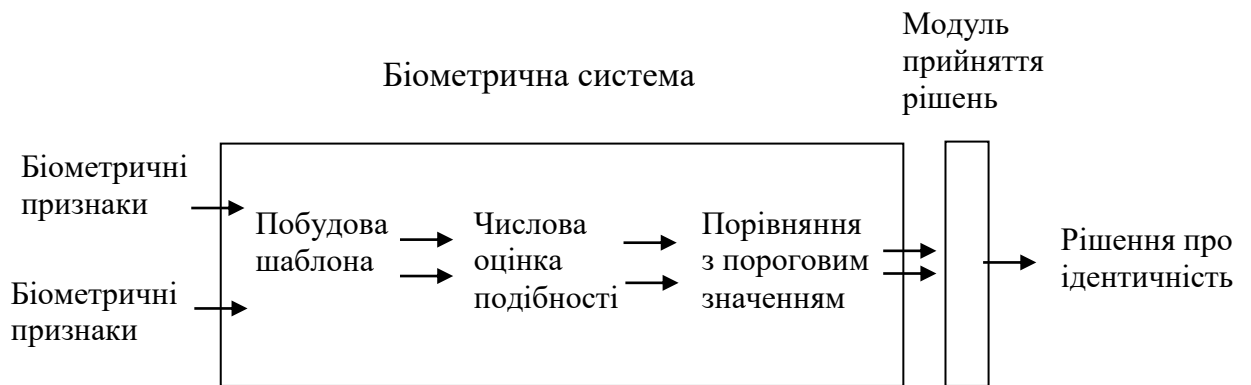 Модуль
прийняття
рішень
Біометрична система
Біометричні
признаки
Біометричні
признаки
Побудова
шаблона
Числова
оцінка
подібності
Порівняння
з пороговим
значенням
Рішення про
ідентичність